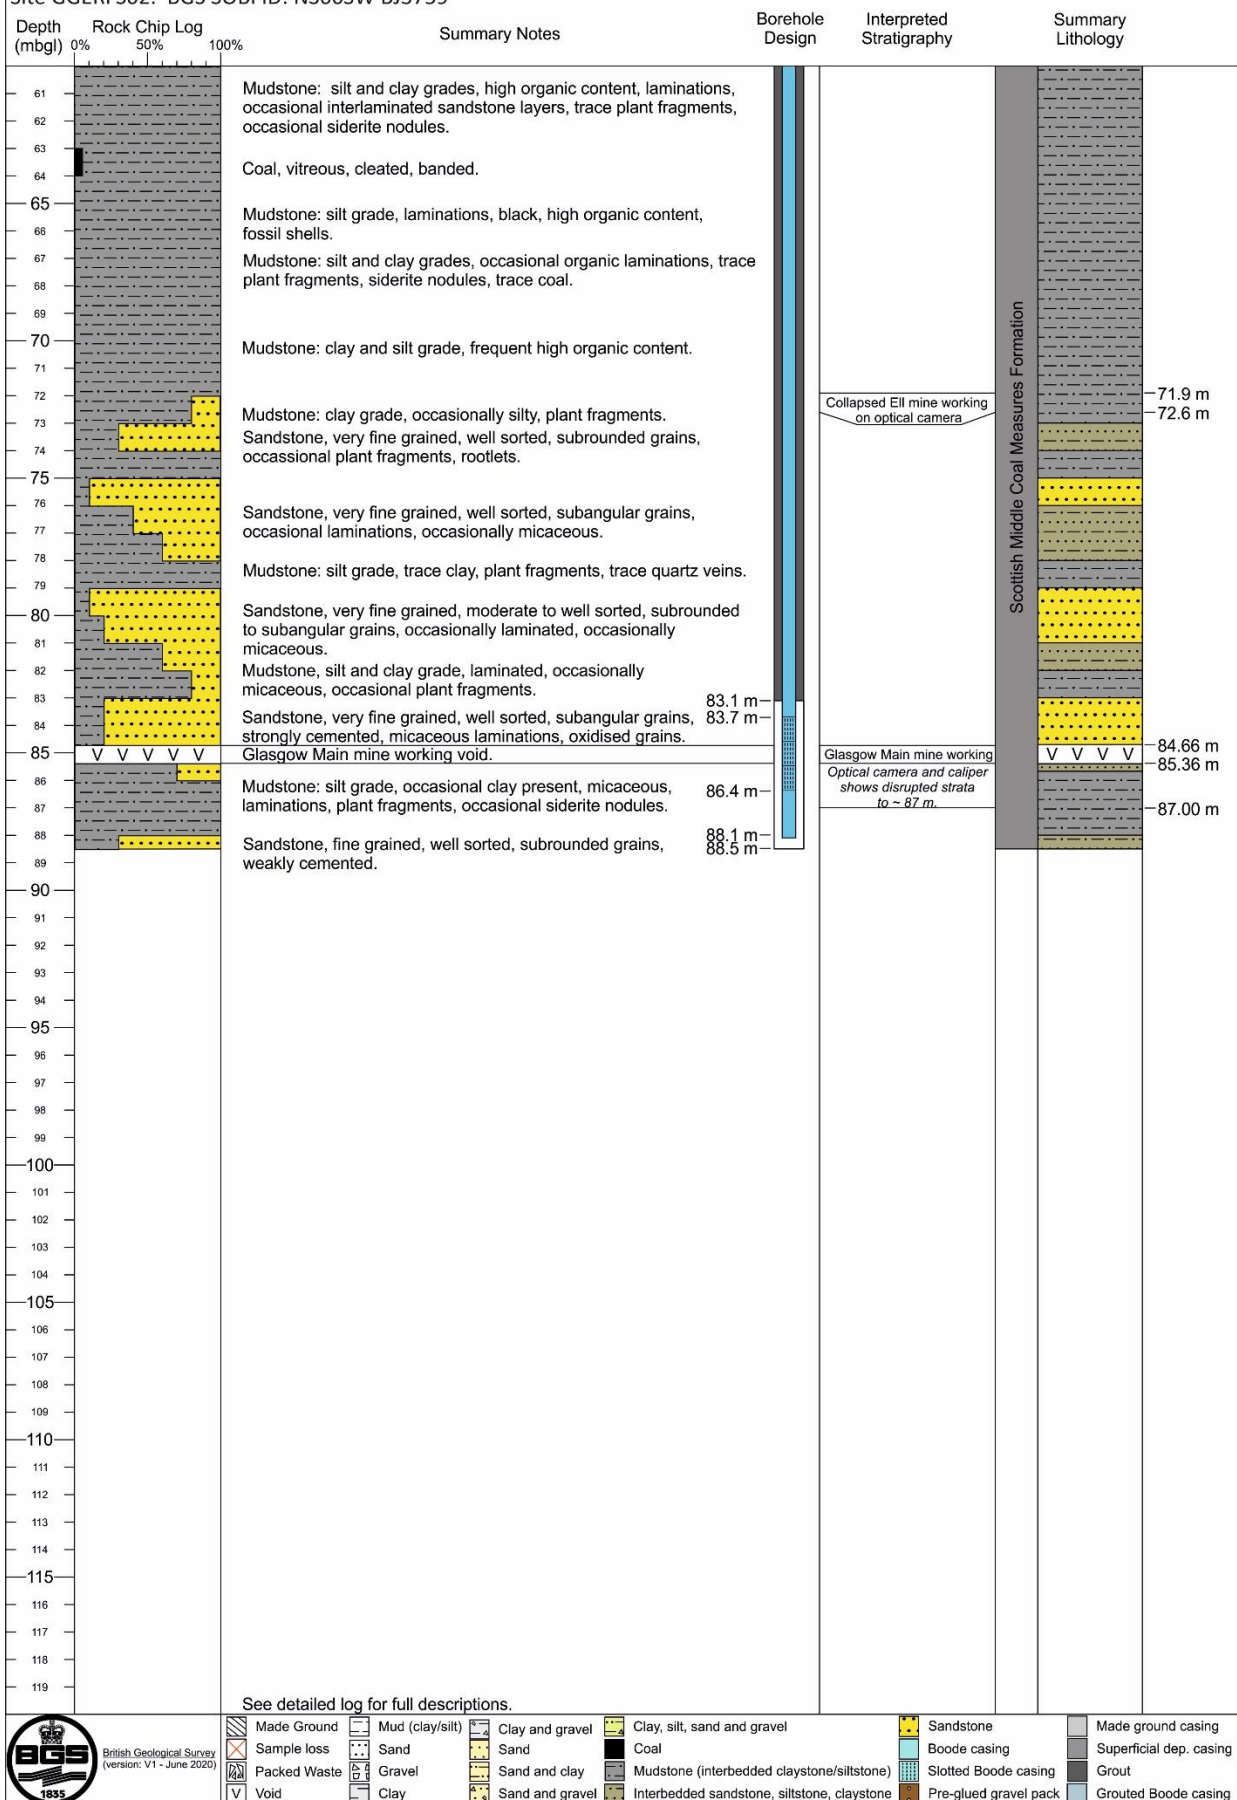 Depth
(mbgl)
Rock Chip Log
0% 50% 100%
Summary Notes
Borehole
Design
Interpreted
Stratigraphy
Summary
Lithology
61
62
63
64
65
66
67
68
69
70
71
72
73
74
75
76
77
78
79
80
81
82
83
84
85
86
87
88
89
90
91
92
93
94
95
96
97
98
99
100
101
102
103
104
105
106
107
108
109
110
111
112
113
114
115
116
117
118
119
Mudstone: silt and clay grades, high organic content, laminations,
occasional interlaminated sandstone layers, trace plant fragments,
occasional siderite nodules.
Coal, vitreous, cleated, banded.
Mudstone: silt grade, laminations, black, high organic content,
fossil shells.
Mudstone: silt and clay grades, occasional organic laminations, trace
plant fragments, siderite nodules, trace coal.
Mudstone: clay and silt grade, frequent high organic content.
Mudstone: clay grade, occasionally silty, plant fragments.
Sandstone, very fine grained, well sorted, subrounded grains,
occassional plant fragments, rootlets.
Sandstone, very fine grained, well sorted, subangular grains,
occasional laminations, occasionally micaceous.
Mudstone: silt grade, trace clay, plant fragments, trace quartz veins.
Sandstone, very fine grained, moderate to well sorted, subrounded
to subangular grains, occasionally laminated, occasionally
micaceous.
Mudstone, silt and clay grade, laminated, occasionally
micaceous, occasional plant fragments.
Sandstone, very fine grained, well sorted, subangular grains,
strongly cemented, micaceous laminations, oxidised grains.
V V V V V
Glasgow Main mine working void.
Mudstone: silt grade, occasional clay present, micaceous,
laminations, plant fragments, occasional siderite nodules.
Sandstone, fine grained, well sorted, subrounded grains,
weakly cemented.
See detailed log for full descriptions.
83.1 m
83.7 m
86.4 m
88.1 m
88.5 m
Collapsed Ell mine working
on optical camera
Glasgow Main mine working
Optical camera and caliper
shows disrupted strata
to ~ 87 m.
Scottish Middle Coal Measures Formation
V V V V
71.9 m
72.6 m
84.66 m
85.36 m
87.00 m
BGS
1835
British Geological Survey
(version: V1 - June 2020)
Made Ground
Sample loss
Packed Waste
V Void
Mud (clay/silt)
Sand
Gravel
Clay
Clay and gravel
Sand
Sand and clay
Sand and gravel
Clay, silt, sand and gravel
Coal
Mudstone (interbedded claystone/siltstone)
Interbedded sandstone, siltstone, claystone
Sandstone
Boode casing
Slotted Boode casing
Pre-glued gravel pack
Made ground casing
Superficial dep. casing
Grout
Grouted Boode casing